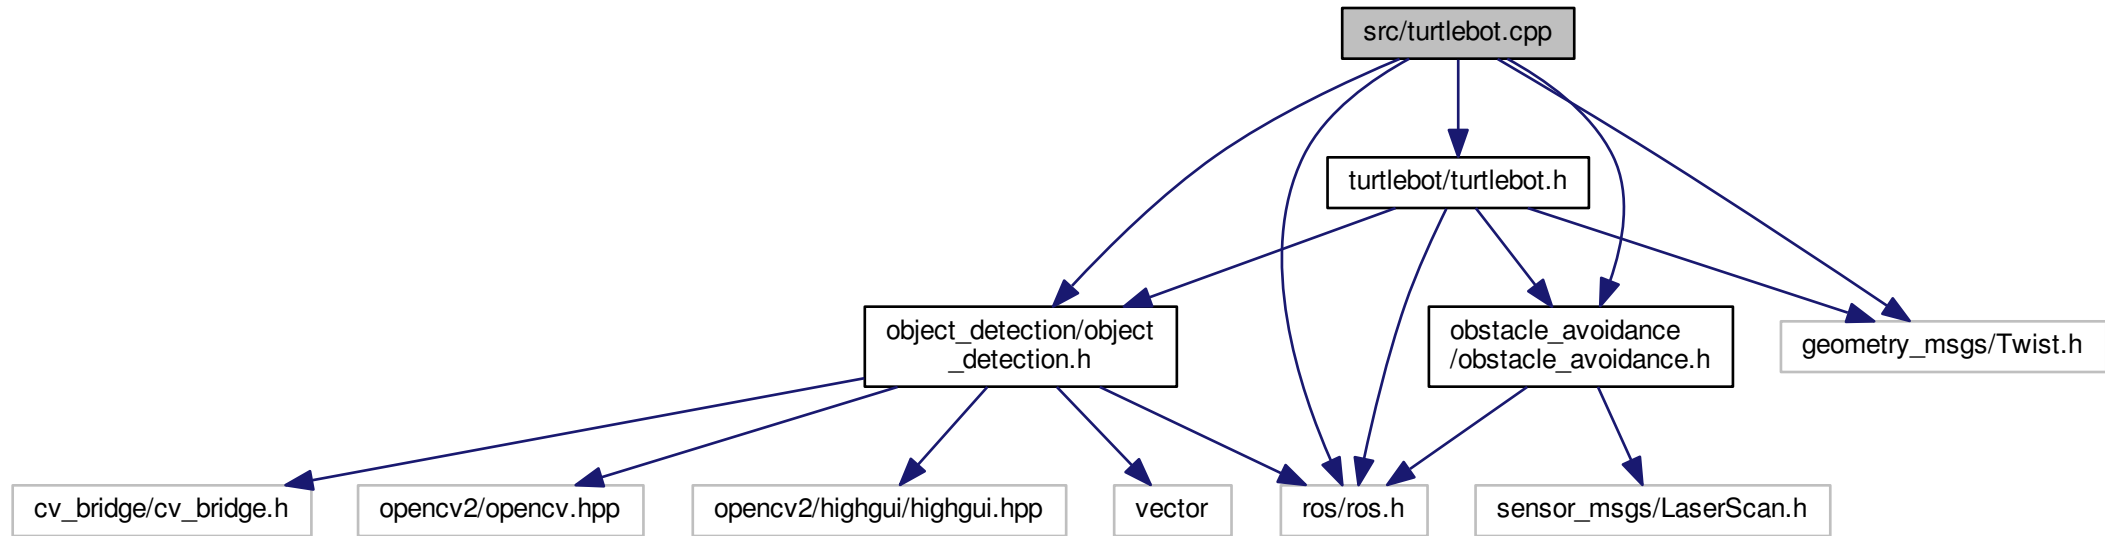 src/turtlebot.cpp
turtlebot/turtlebot.h
object_detection/object
_detection.h
obstacle_avoidance
/obstacle_avoidance.h
geometry_msgs/Twist.h
cv_bridge/cv_bridge.h
opencv2/opencv.hpp
opencv2/highgui/highgui.hpp
vector
ros/ros.h
sensor_msgs/LaserScan.h